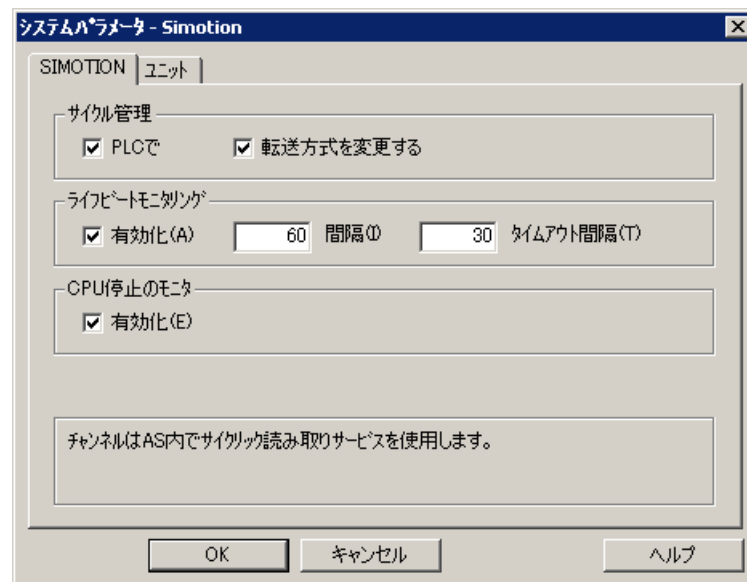 システムパラメータ - Simotion
SIMOTION ユニット
サイクル管理
PLCで 転送方式を変更する
ライフビートモニタリング
有効化(A) 60 間隔(I) 30 タイムアウト間隔(T)
CPU停止のモニタ
有効化(E)
チャンネルはAS内でサイクリック読み取りサービスを使用します。
OK キャンセル ヘルプ